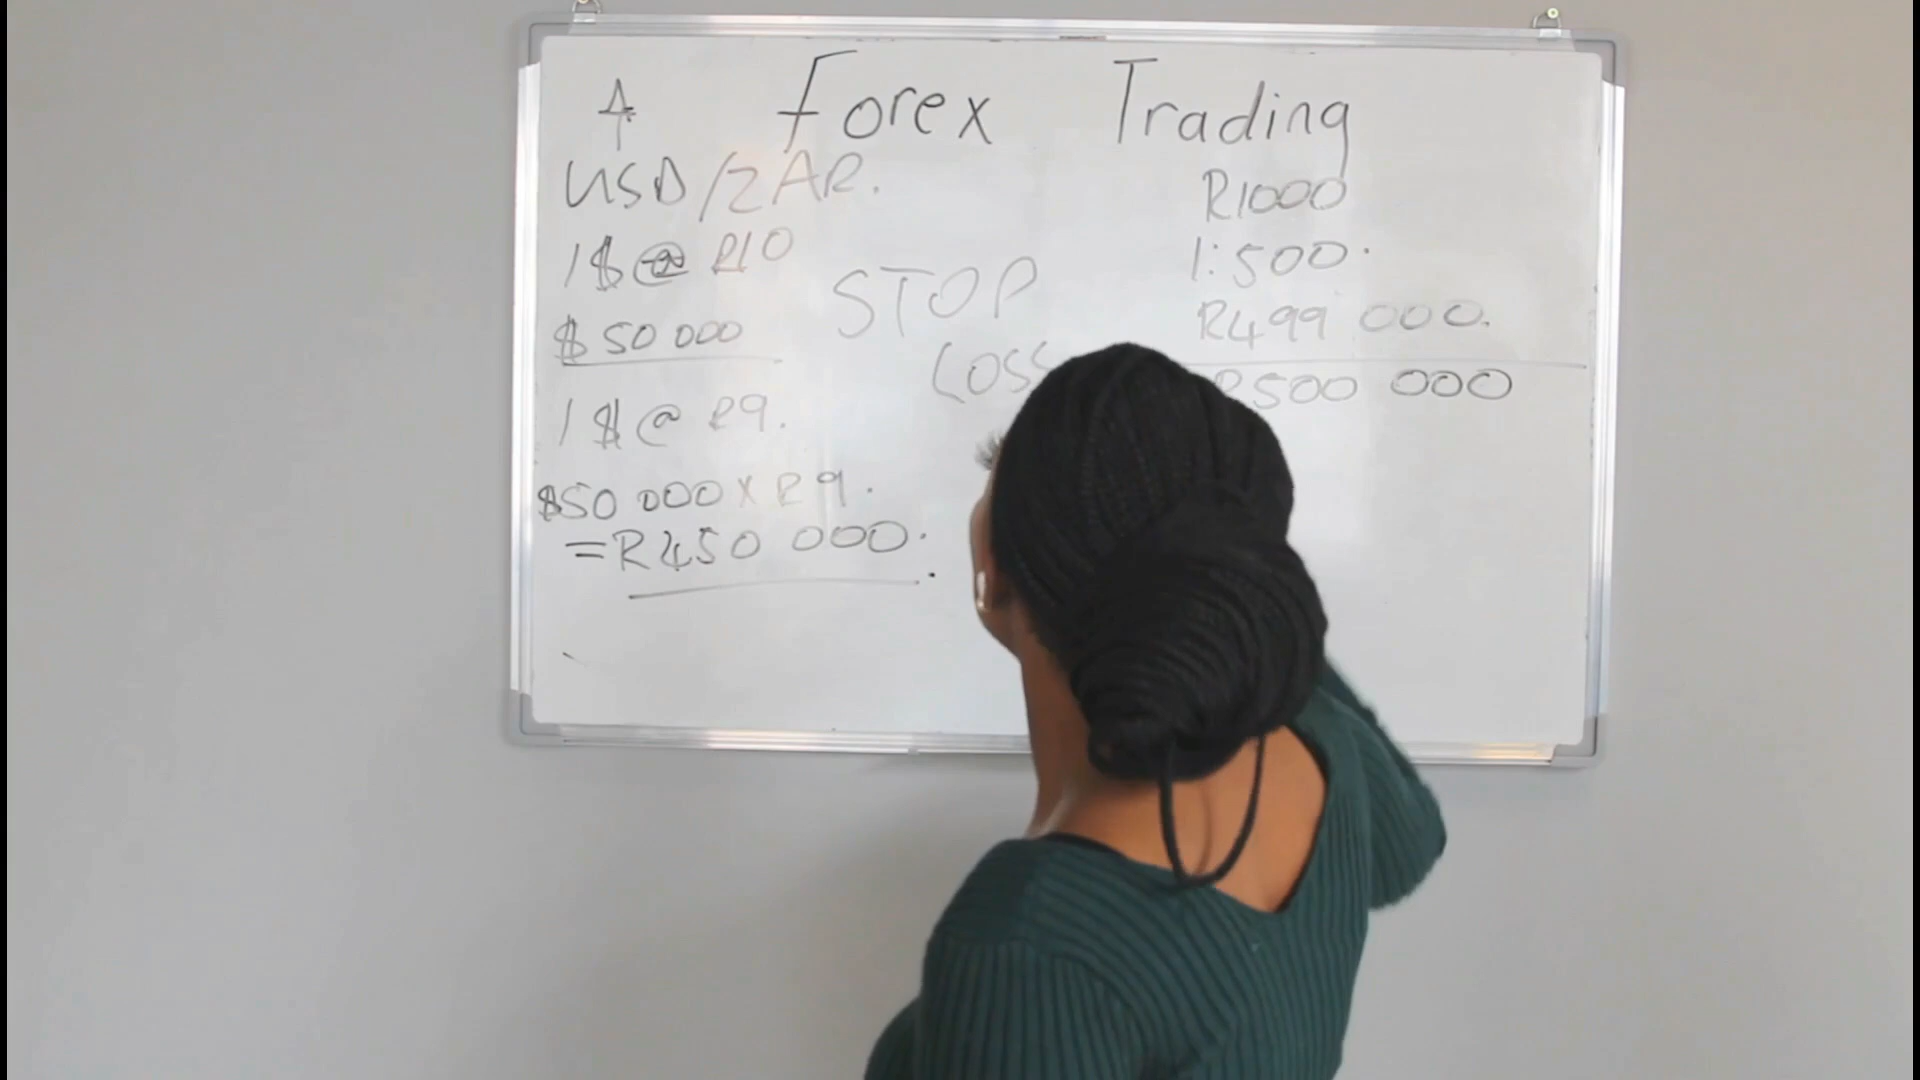 4 Forex Trading
USD/ZAR.
1$ @ R10
$50 000
1$ @ R9.
$50 000 x R9.
=R450 000.
STOP
LOSS
R1000
1:500.
R499 000.
R500 000